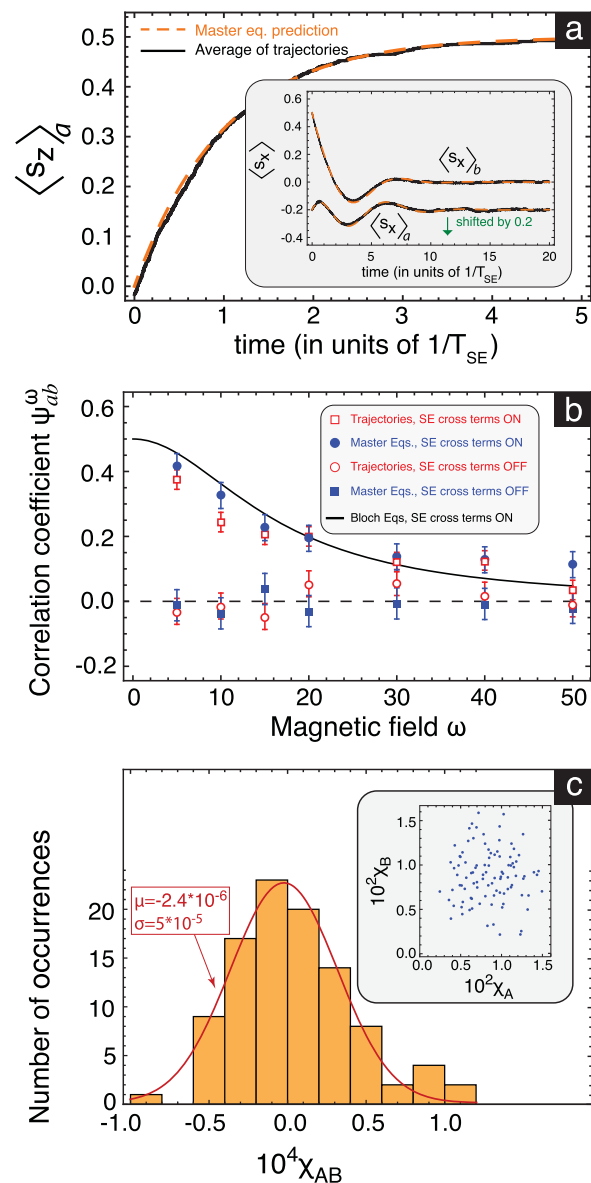 a
Master eq. prediction
Average of trajectories
0.5
0.4
0.3
0.2
0.1
0.0
⟨s_z⟩_a
0 1 2 3 4 5
time (in units of 1/T_SE)
0.6
0.4
0.2
0.0
-0.2
-0.4
⟨s_x⟩
⟨s_x⟩_b
⟨s_x⟩_a
shifted by 0.2
0 5 10 15 20
time (in units of 1/T_SE)
b
Correlation coefficient ψ^ω_ab
0.6
0.4
0.2
0.0
-0.2
Trajectories, SE cross terms ON
Master Eqs., SE cross terms ON
Trajectories, SE cross terms OFF
Master Eqs., SE cross terms OFF
Bloch Eqs, SE cross terms ON
0 10 20 30 40 50
Magnetic field ω
c
Number of occurrences
20
15
10
5
0
μ=-2.4*10^-6
σ=5*10^-5
-1.0 -0.5 0.0 0.5 1.0
10^4χ_AB
10^2χ_B
1.5
1.0
0.5
0.0
0.0 0.5 1.0 1.5
10^2χ_A